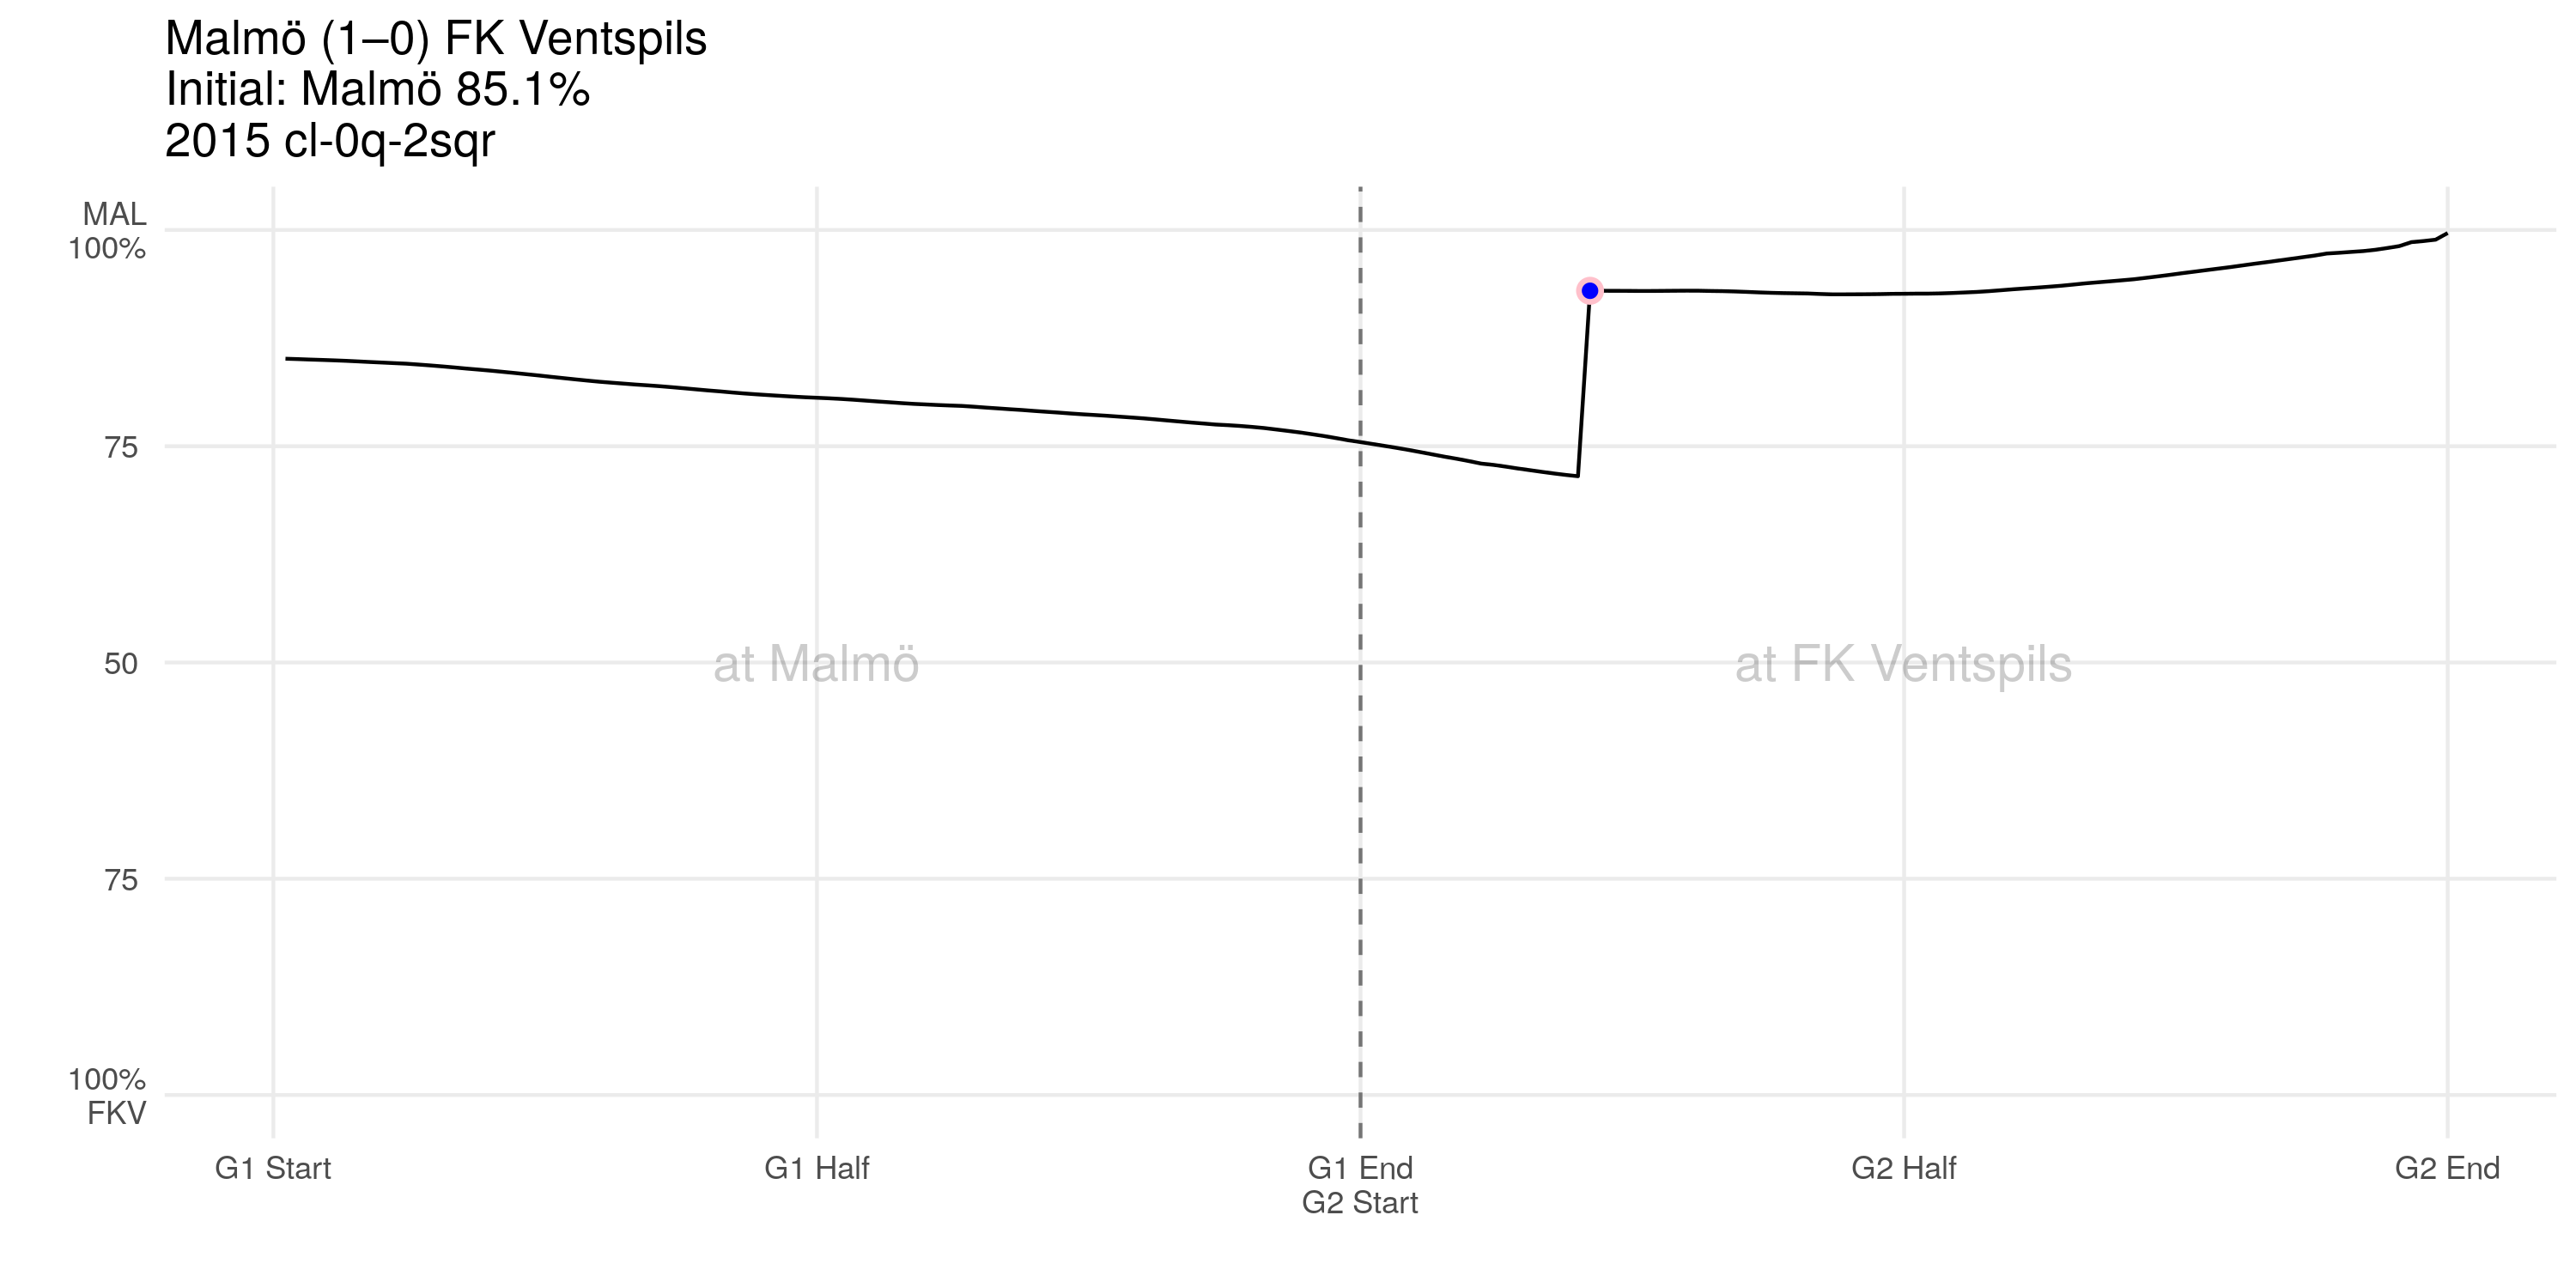 Malmö (1–0) FK Ventspils
Initial: Malmö 85.1%
2015 cl-0q-2sqr
MAL
100%
75
50
75
100%
FKV
at Malmö
at FK Ventspils
G1 Start
G1 Half
G1 End
G2 Start
G2 Half
G2 End